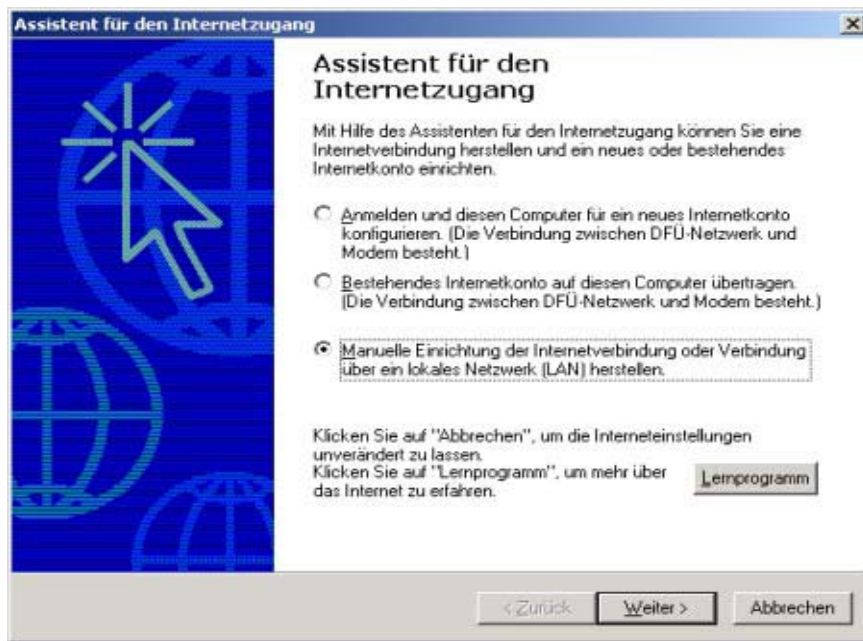 Assistent für den Internetzugang
Assistent für den
Internetzugang
Mit Hilfe des Assistenten für den Internetzugang können Sie eine
Internetverbindung herstellen und ein neues oder bestehendes
Internetkonto einrichten.
Anmelden und diesen Computer für ein neues Internetkonto
konfigurieren. (Die Verbindung zwischen DFÜ-Netzwerk und
Modem besteht.)
Bestehendes Internetkonto auf diesen Computer übertragen.
(Die Verbindung zwischen DFÜ-Netzwerk und Modem besteht.)
Manuelle Einrichtung der Internetverbindung oder Verbindung
über ein lokales Netzwerk (LAN) herstellen.
Klicken Sie auf "Abbrechen", um die Interneteinstellungen
unverändert zu lassen.
Klicken Sie auf "Lernprogramm", um mehr über
das Internet zu erfahren.
Lernprogramm
< Zurück
Weiter >
Abbrechen